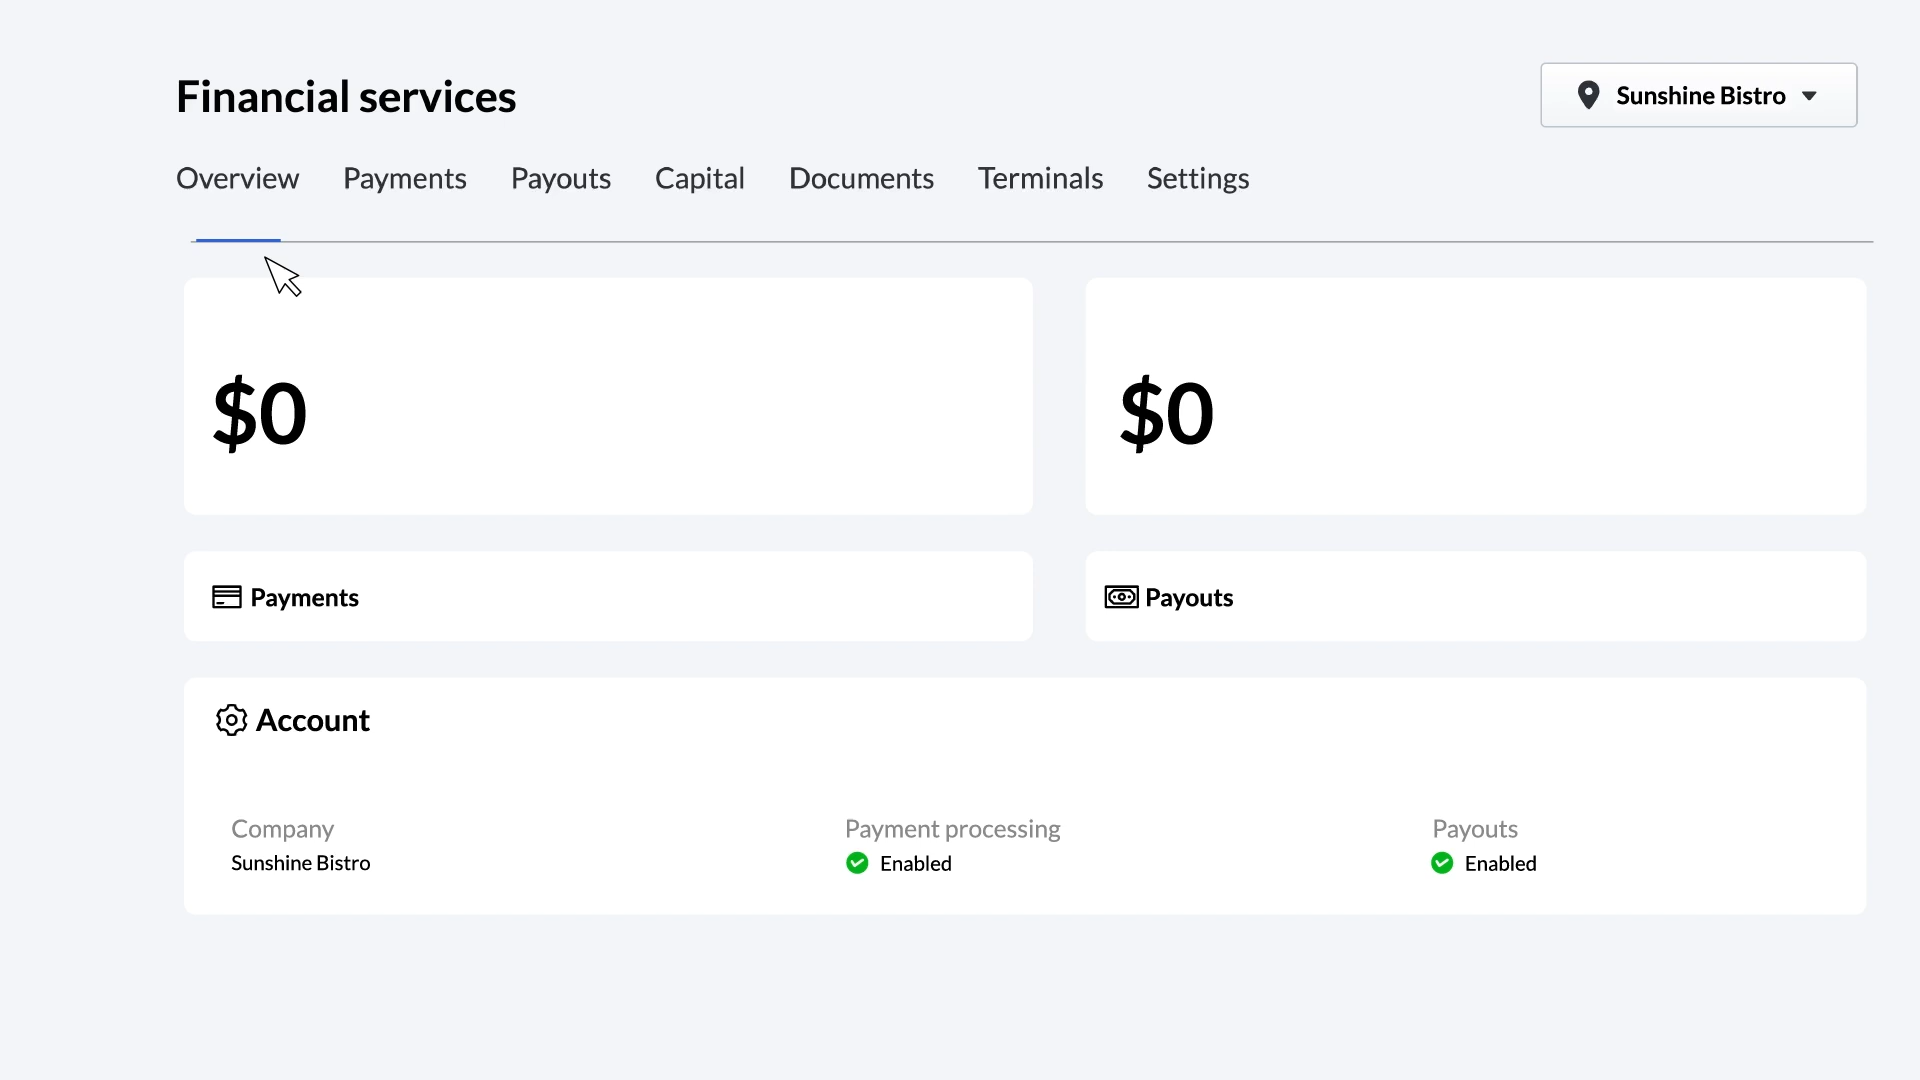 Financial services
Sunshine Bistro
Overview Payments Payouts Capital Documents Terminals Settings
$0
$0
Payments
Payouts
Account
Company
Sunshine Bistro
Payment processing
Enabled
Payouts
Enabled